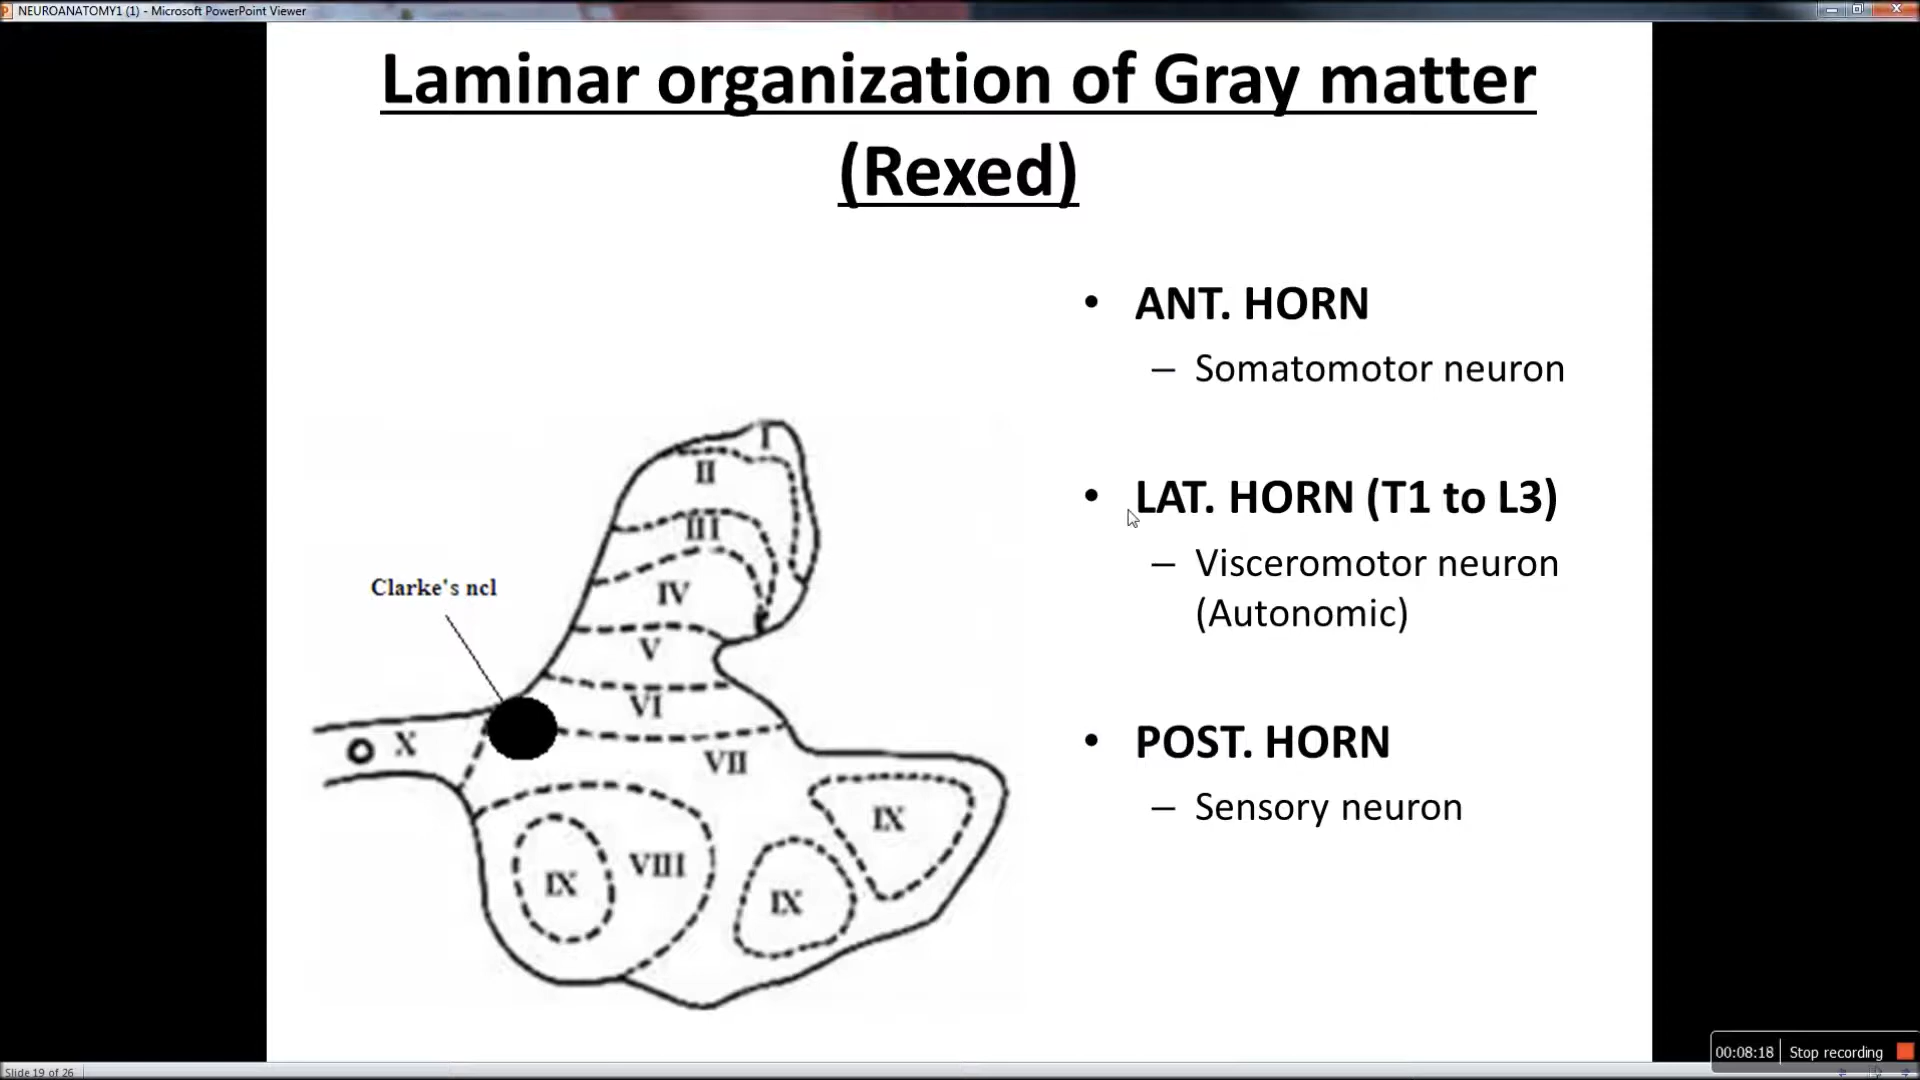 NEUROANATOMY1 (1) - Microsoft PowerPoint Viewer
Laminar organization of Gray matter
(Rexed)
• ANT. HORN
– Somatomotor neuron
• LAT. HORN (T1 to L3)
– Visceromotor neuron
(Autonomic)
• POST. HORN
– Sensory neuron
I
II
III
IV
Clarke's ncl
V
VI
X
VII
IX
VIII
IX
IX
00:08:18 Stop recording
Slide 19 of 26